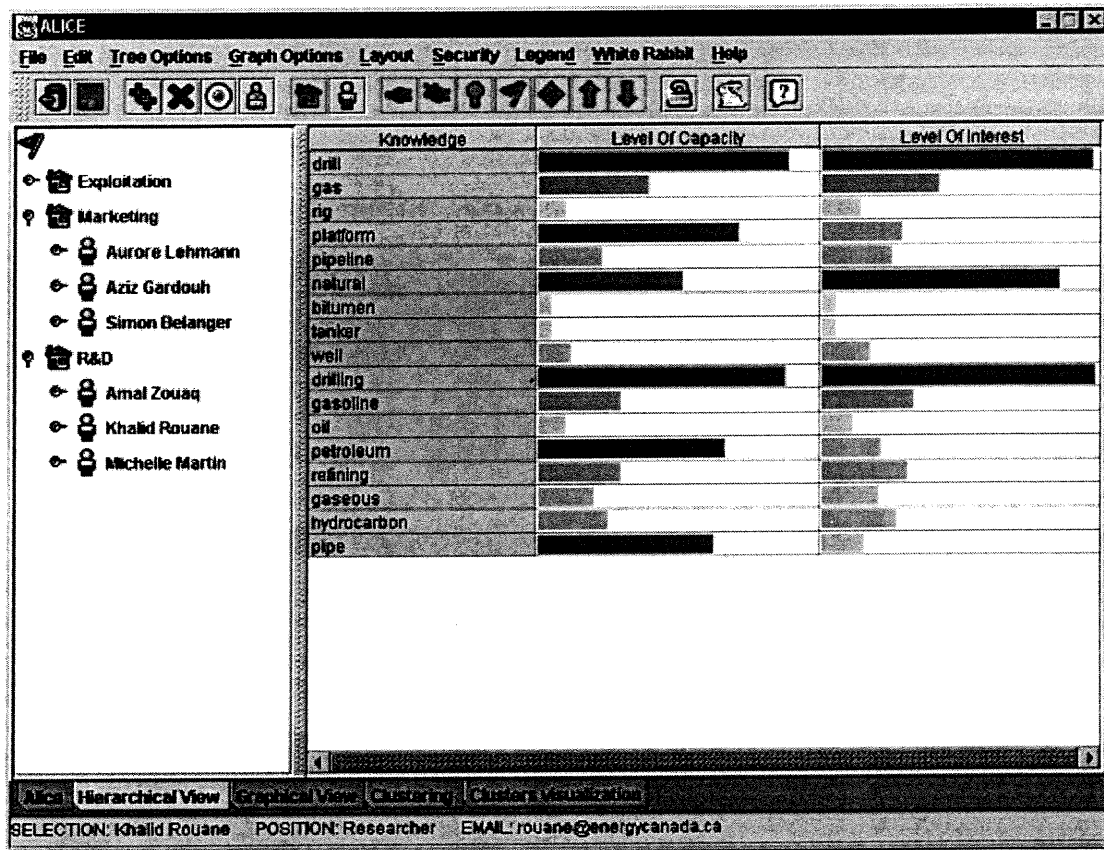 ALICE
File Edit Tree Options Graph Options Layout Security Legend White Rabbit Help
Exploitation
Marketing
Aurore Lehmann
Aziz Gardouh
Simon Belanger
R&D
Amal Zouaq
Khalid Rouane
Michelle Martin
Knowledge Level Of Capacity Level Of Interest
drill
gas
rig
platform
pipeline
natural
bitumen
tanker
well
drilling
gasoline
oil
petroleum
refining
gaseous
hydrocarbon
pipe
Alice Hierarchical View Graphical View Clustering Clusters Visualization
SELECTION: Khalid Rouane POSITION: Researcher EMAIL: rouane@energycanada.ca